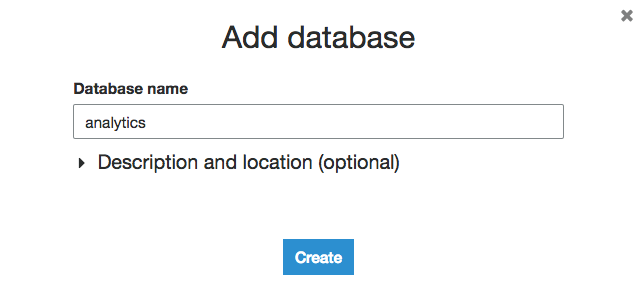 Add database
Database name
analytics
Description and location (optional)
Create